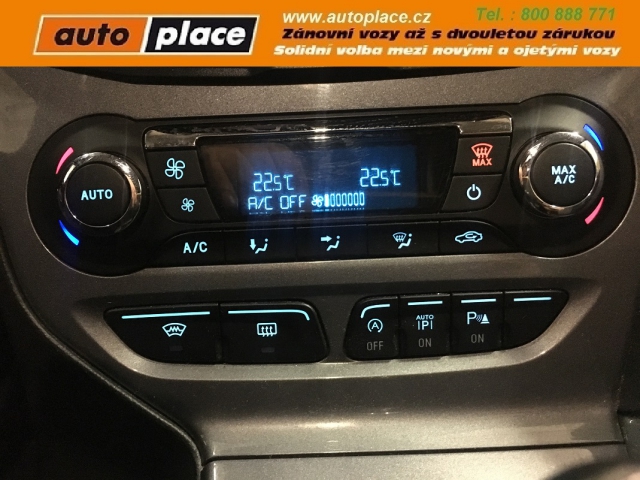 auto place
www.autoplace.cz
Tel. : 800 888 771
Zánovní vozy až s dvouletou zárukou
Solidní volba mezi novými a ojetými vozy
MAX
22.5°C 22.5°C
AUTO
MAX
A/C
A/C OFF
A/C
A OFF
AUTO
P ON
P ON